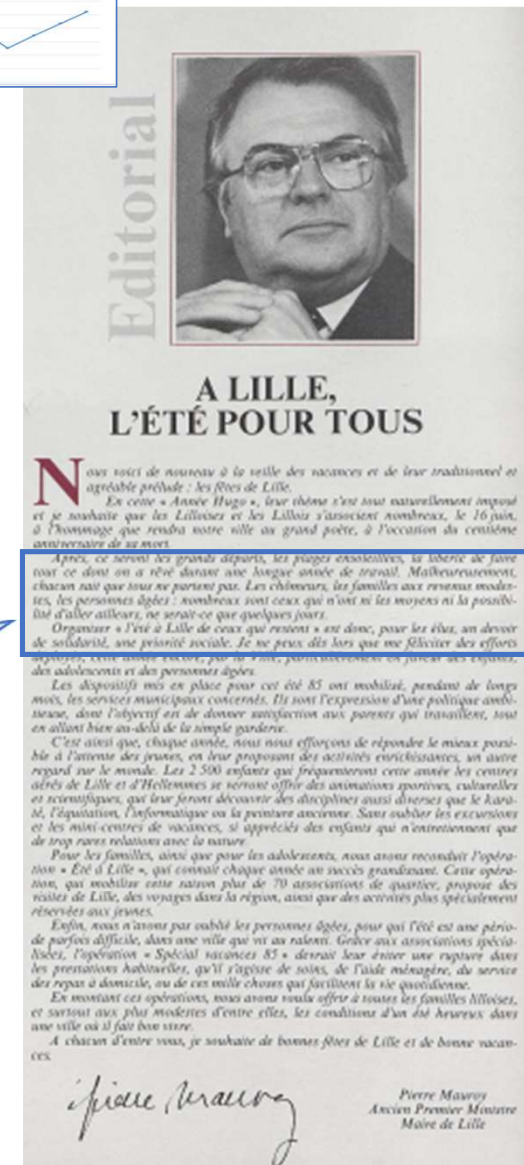 Editorial
A LILLE,
L'ÉTÉ POUR TOUS
Nous voici de nouveau à la veille des vacances et de leur traditionnel et
agréable prélude : les fêtes de Lille.
En cette « Année Hugo », leur thème s'est tout naturellement imposé
et je souhaite que les Lilloises et les Lillois s'associent nombreux, le 16 juin,
à l'hommage que rendra notre ville au grand poète, à l'occasion du centième
anniversaire de sa mort.
Après, ce seront les grands départs, les plages ensoleillées, la liberté de faire
tout ce dont on a rêvé durant une longue année de travail. Malheureusement,
chacun sait que tous ne partent pas. Les chômeurs, les familles aux revenus modes-
tes, les personnes âgées : nombreux sont ceux qui n'ont ni les moyens ni la possibi-
lité d'aller ailleurs, ne serait-ce que quelques jours.
Organiser « l'été à Lille de ceux qui restent » est donc, pour les élus, un devoir
de solidarité, une priorité sociale. Je ne peux dès lors que me féliciter des efforts
déployés, cette année encore, par la Ville, particulièrement en faveur des enfants,
des adolescents et des personnes âgées.
Les dispositifs mis en place pour cet été 85 ont mobilisé, pendant de longs
mois, les services municipaux concernés. Ils sont l'expression d'une politique ambi-
tieuse, dont l'objectif est de donner satisfaction aux parents qui travaillent, tout
en allant bien au-delà de la simple garderie.
C'est ainsi que, chaque année, nous nous efforçons de répondre le mieux possi-
ble à l'attente des jeunes, en leur proposant des activités enrichissantes, un autre
regard sur le monde. Les 2 500 enfants qui fréquenteront cette année les centres
aérés de Lille et d'Hellemmes se verront offrir des animations sportives, culturelles
et scientifiques, qui leur feront découvrir des disciplines aussi diverses que le kara-
té, l'équitation, l'informatique ou la peinture ancienne. Sans oublier les excursions
et les mini-centres de vacances, si appréciés des enfants qui n'entretiennent que
de trop rares relations avec la nature.
Pour les familles, ainsi que pour les adolescents, nous avons reconduit l'opéra-
tion « Été à Lille », qui connaît chaque année un succès grandissant. Cette opéra-
tion, qui mobilise cette saison plus de 70 associations de quartier, propose des
visites de Lille, des voyages dans la région, ainsi que des activités plus spécialement
réservées aux jeunes.
Enfin, nous n'avons pas oublié les personnes âgées, pour qui l'été est une pério-
de parfois difficile, dans une ville qui vit au ralenti. Grâce aux associations spécia-
lisées, l'opération « Spécial vacances 85 » devrait leur éviter une rupture dans
les prestations habituelles, qu'il s'agisse de soins, de l'aide ménagère, du service
des repas à domicile, ou de ces mille choses qui facilitent la vie quotidienne.
En montant ces opérations, nous avons voulu offrir à toutes les familles lilloises,
et surtout aux plus modestes d'entre elles, les conditions d'un été heureux dans
une ville où il fait bon vivre.
A chacun d'entre vous, je souhaite de bonnes fêtes de Lille et de bonne vacan-
ces.
Pierre Mauroy
Pierre Mauroy
Ancien Premier Ministre
Maire de Lille